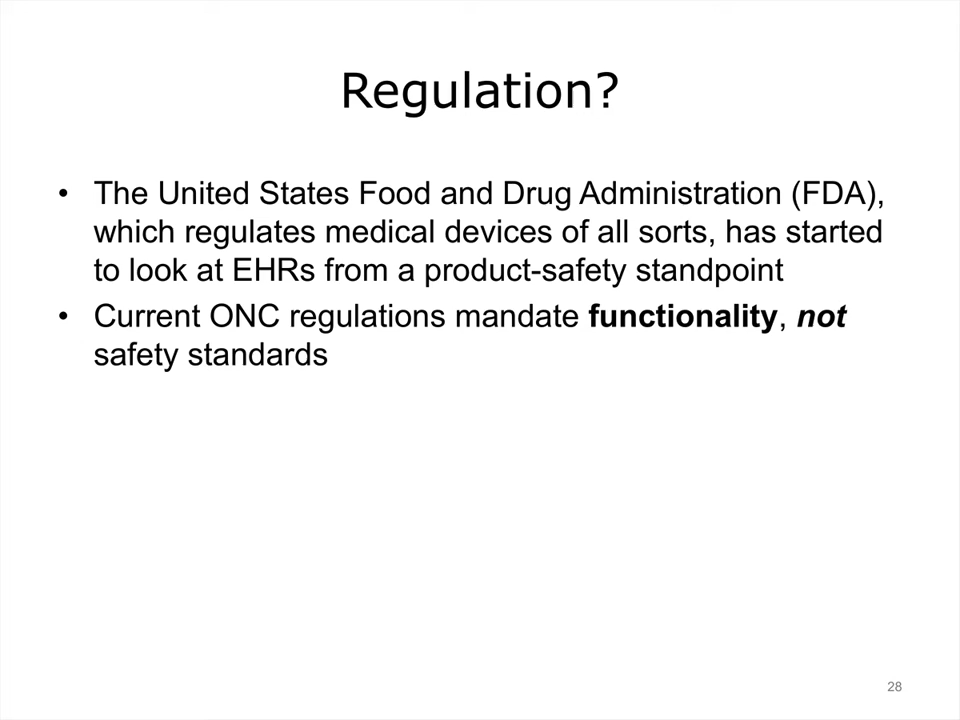 Regulation?
• The United States Food and Drug Administration (FDA),
which regulates medical devices of all sorts, has started
to look at EHRs from a product-safety standpoint
• Current ONC regulations mandate functionality, not
safety standards
28